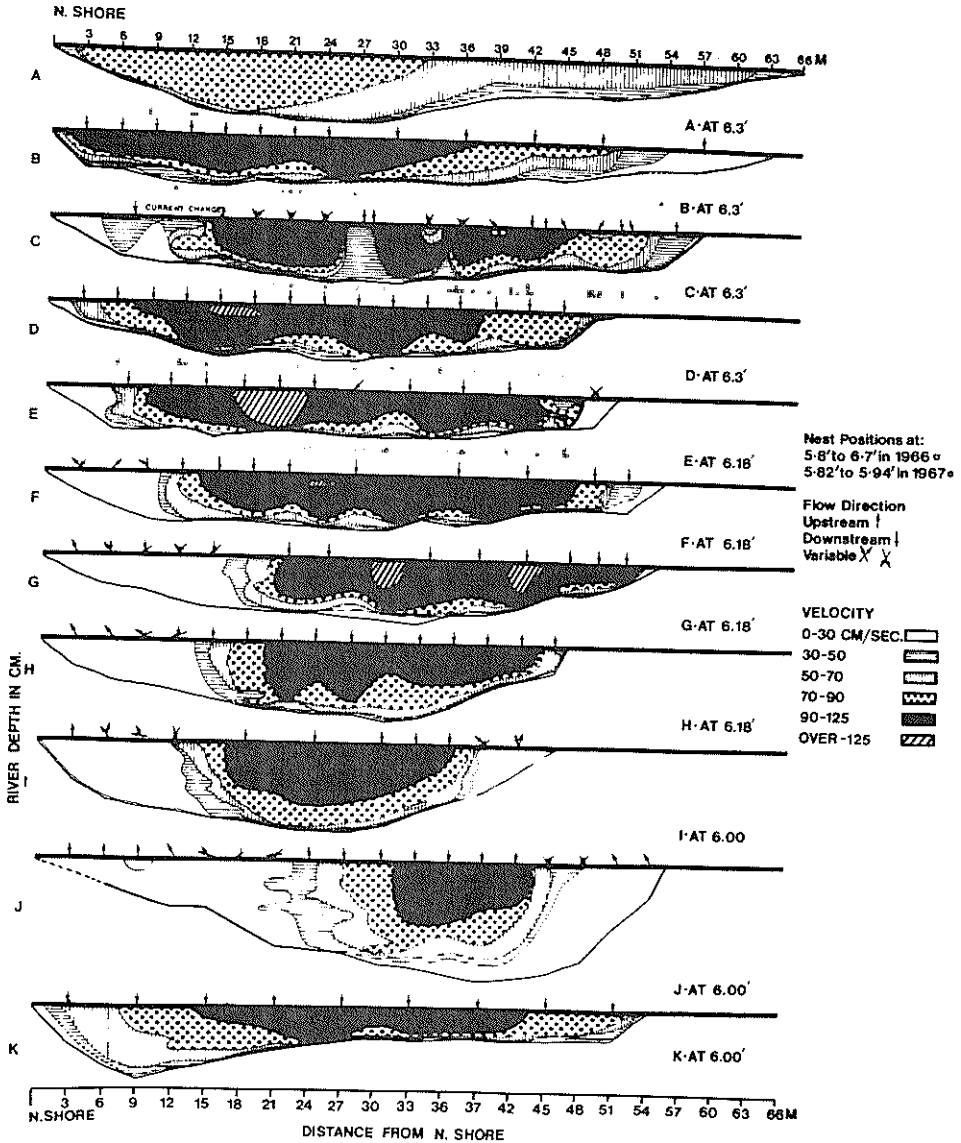 N. SHORE
3 6 9 12 15 18 21 24 27 30 33 36 39 42 45 48 51 54 57 60 63 66 M
A
A·AT 6.3'
B
B·AT 6.3'
CURRENT CHANGE
C
C·AT 6.3'
D
D·AT 6.3'
E
E·AT 6.18'
Nest Positions at:
5·8' to 6·7' in 1966
5·82' to 5·94' in 1967
F
F·AT 6.18'
Flow Direction
Upstream
Downstream
Variable
G
G·AT 6.18'
VELOCITY
0-30 CM/SEC.
30-50
50-70
70-90
90-125
OVER-125
H
H·AT 6.18'
RIVER DEPTH IN CM.
I
I·AT 6.00
J
J·AT 6.00'
K
K·AT 6.00'
N.SHORE
3 6 9 12 15 18 21 24 27 30 33 36 39 42 45 48 51 54 57 60 63 66 M
DISTANCE FROM N. SHORE